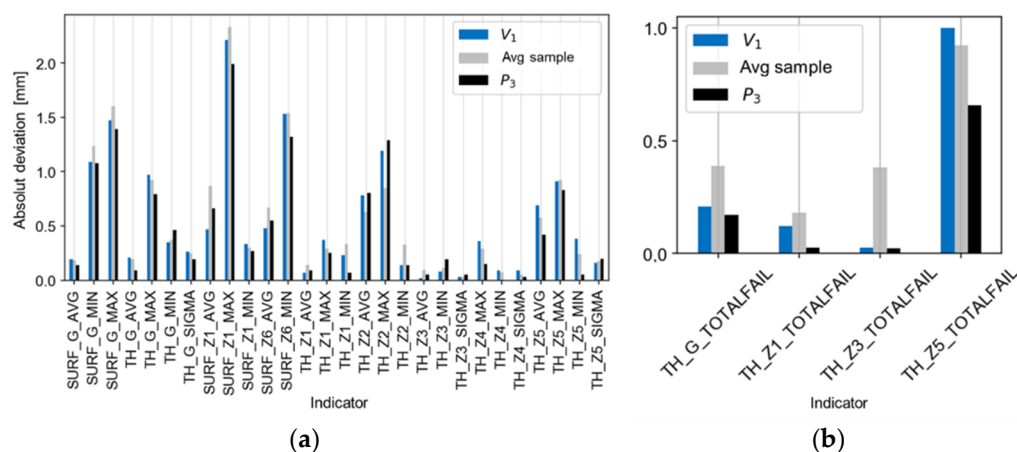 Absolut deviation [mm]
2.0
1.5
1.0
0.5
0.0
V1
Avg sample
P3
SURF_G_AVG
SURF_G_MIN
SURF_G_MAX
TH_G_AVG
TH_G_MAX
TH_G_MIN
TH_G_SIGMA
SURF_Z1_AVG
SURF_Z1_MAX
SURF_Z1_MIN
SURF_Z6_AVG
SURF_Z6_MIN
TH_Z1_AVG
TH_Z1_MAX
TH_Z1_MIN
TH_Z2_AVG
TH_Z2_MAX
TH_Z2_MIN
TH_Z3_AVG
TH_Z3_MIN
TH_Z3_SIGMA
TH_Z4_MAX
TH_Z4_MIN
TH_Z4_SIGMA
TH_Z5_AVG
TH_Z5_MAX
TH_Z5_MIN
TH_Z5_SIGMA
Indicator
(a)
1.0
0.5
0.0
V1
Avg sample
P3
TH_G_TOTALFAIL
TH_Z1_TOTALFAIL
TH_Z3_TOTALFAIL
TH_Z5_TOTALFAIL
Indicator
(b)